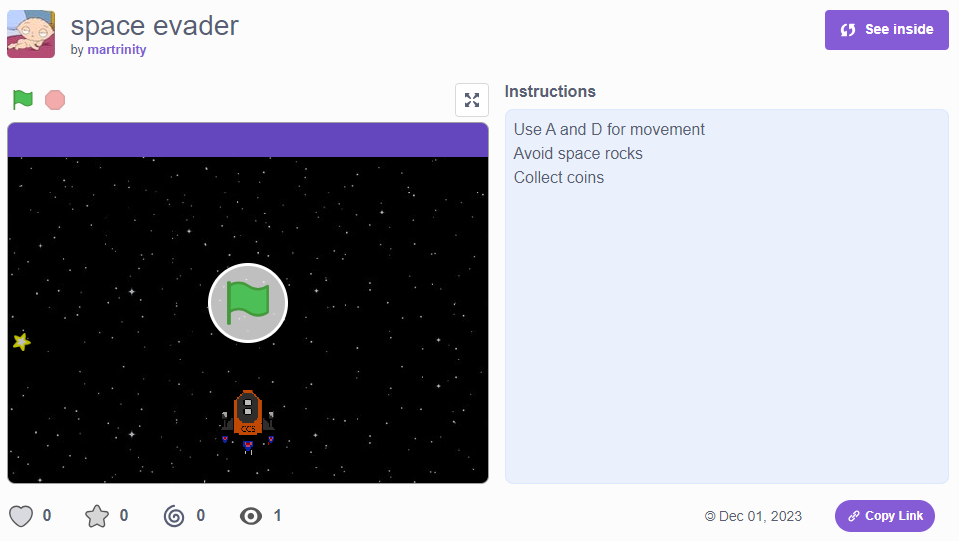 space evader
by martrinity
See inside
Instructions
Use A and D for movement
Avoid space rocks
Collect coins
CCS
0
0
0
1
© Dec 01, 2023
Copy Link